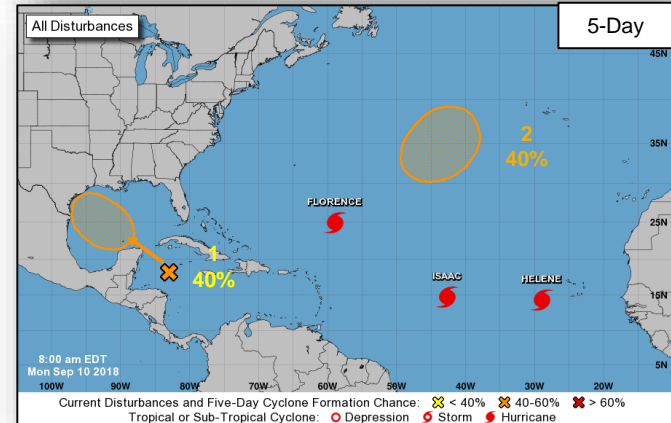 All Disturbances
5-Day
45N
2
40%
35N
FLORENCE
25N
1
40%
ISAAC
HELENE
15N
8:00 am EDT
Mon Sep 10 2018
5N
100W 90W 80W 70W 60W 50W 40W 30W 20W
Current Disturbances and Five-Day Cyclone Formation Chance: < 40% 40-60% > 60%
Tropical or Sub-Tropical Cyclone: Depression Storm Hurricane